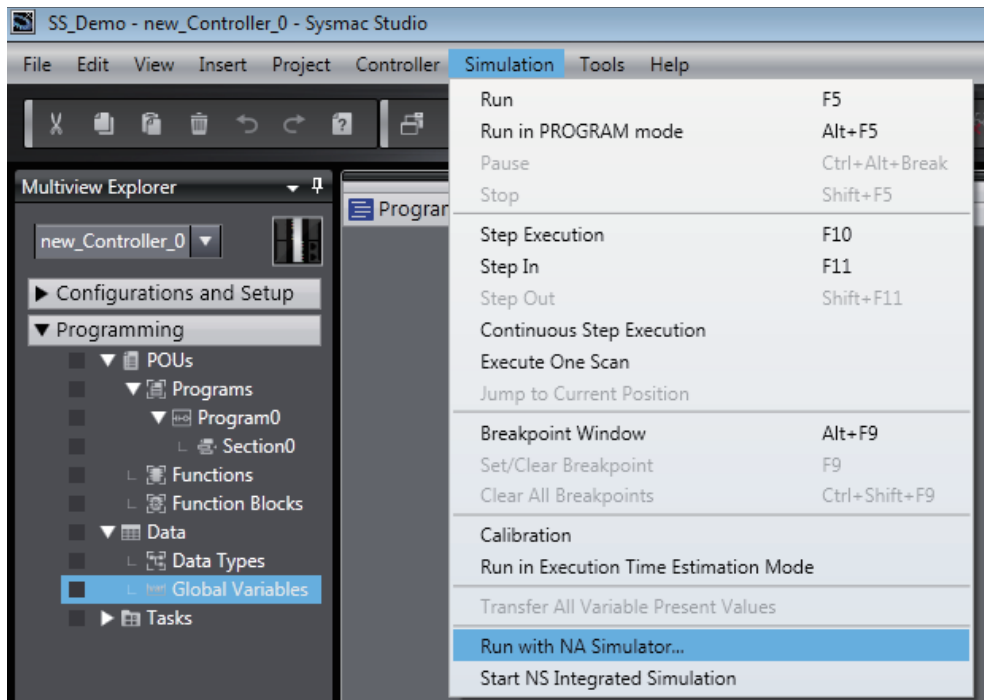 SS_Demo - new_Controller_0 - Sysmac Studio
File Edit View Insert Project Controller Simulation Tools Help
Multiview Explorer
new_Controller_0
Configurations and Setup
Programming
POUs
Programs
Program0
Section0
Functions
Function Blocks
Data
Data Types
Global Variables
Tasks
Program
Run F5
Run in PROGRAM mode Alt+F5
Pause Ctrl+Alt+Break
Stop Shift+F5
Step Execution F10
Step In F11
Step Out Shift+F11
Continuous Step Execution
Execute One Scan
Jump to Current Position
Breakpoint Window Alt+F9
Set/Clear Breakpoint F9
Clear All Breakpoints Ctrl+Shift+F9
Calibration
Run in Execution Time Estimation Mode
Transfer All Variable Present Values
Run with NA Simulator...
Start NS Integrated Simulation